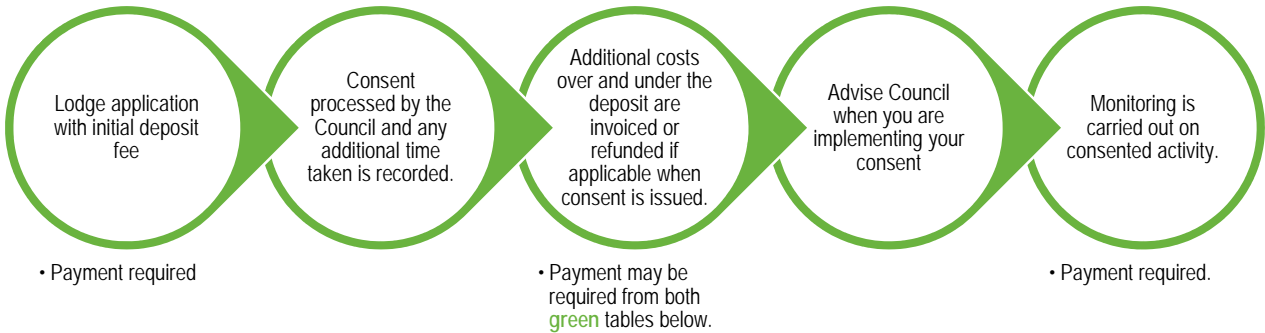 Lodge application
with initial deposit
fee
Consent
processed by the
Council and any
additional time
taken is recorded.
Additional costs
over and under the
deposit are
invoiced or
refunded if
applicable when
consent is issued.
Advise Council
when you are
implementing your
consent
Monitoring is
carried out on
consented activity.
• Payment required
• Payment may be
required from both
green tables below.
• Payment required.